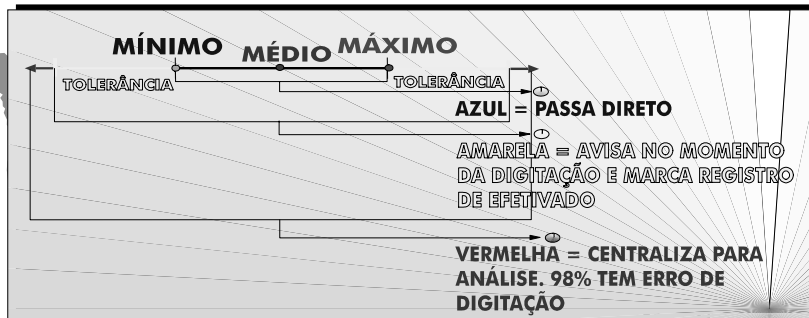 MÍNIMO MÉDIO MÁXIMO
TOLERÂNCIA TOLERÂNCIA
AZUL = PASSA DIRETO
AMARELA = AVISA NO MOMENTO
DA DIGITAÇÃO E MARCA REGISTRO
DE EFETIVADO
VERMELHA = CENTRALIZA PARA
ANÁLISE. 98% TEM ERRO DE
DIGITAÇÃO